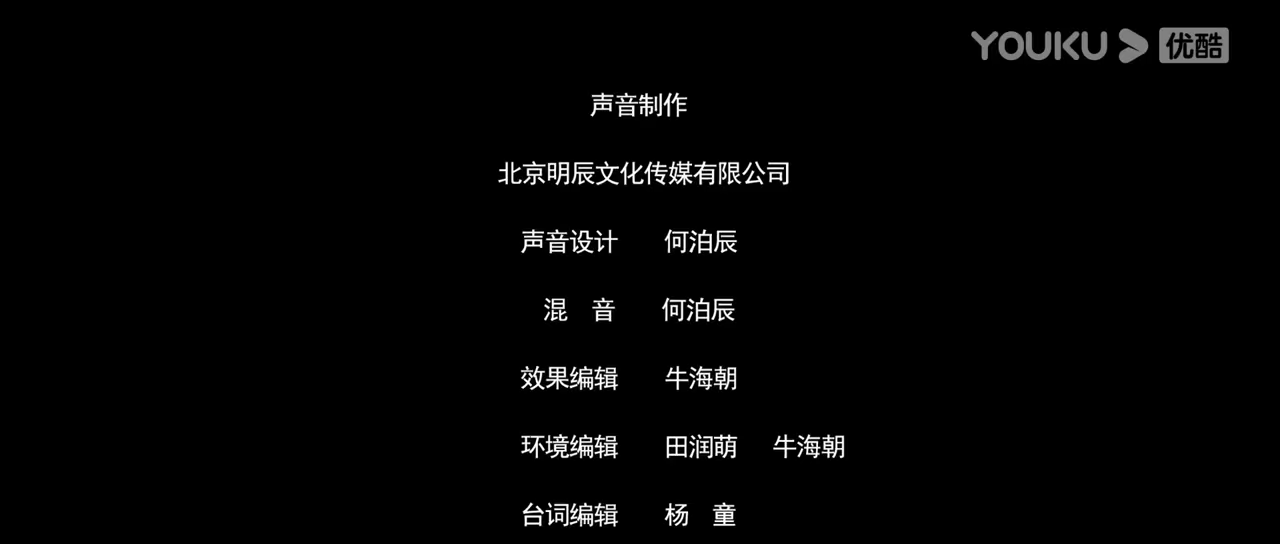 YOUKU 优酷
声音制作
北京明辰文化传媒有限公司
声音设计 何泊辰
混 音 何泊辰
效果编辑 牛海朝
环境编辑 田润萌 牛海朝
台词编辑 杨 童